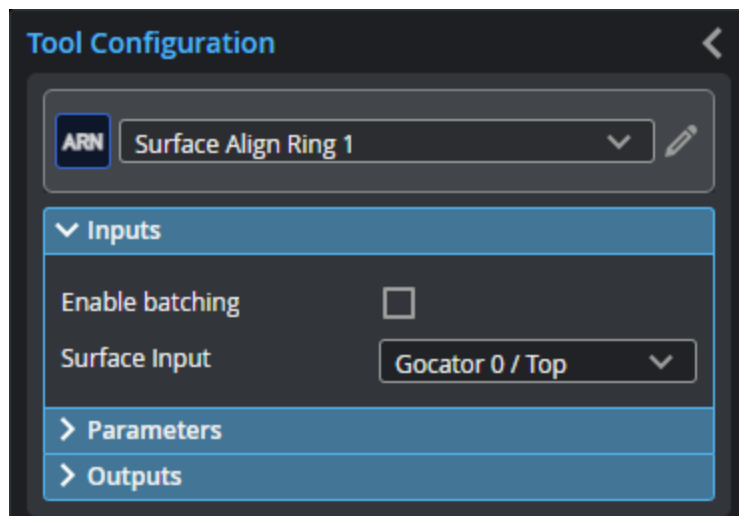 Tool Configuration
ARN Surface Align Ring 1
Inputs
Enable batching
Surface Input Gocator 0 / Top
Parameters
Outputs